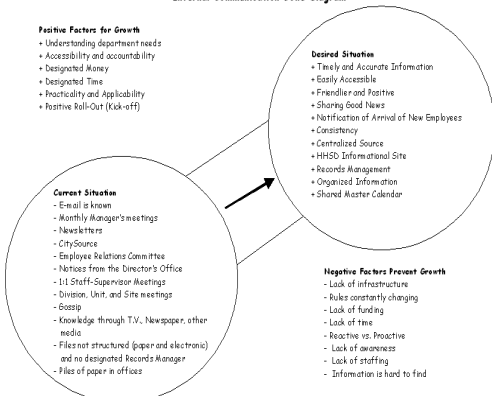 Positive Factors for Growth
+ Understanding department needs
+ Accessibility and accountability
+ Designated Money
+ Designated Time
+ Practicality and Applicability
+ Positive Roll-Out (Kick-off)
Desired Situation
+ Timely and Accurate Information
+ Easily Accessible
+ Friendlier and Positive
+ Sharing Good News
+ Notification of Arrival of New Employees
+ Consistency
+ Centralized Source
+ HHSD Informational Site
+ Records Management
+ Organized Information
+ Shared Master Calendar
Current Situation
- E-mail is known
- Monthly Manager's meetings
- Newsletters
- CitySource
- Employee Relations Committee
- Notices from the Director's Office
- 1:1 Staff-Supervisor Meetings
- Division, Unit, and Site meetings
- Gossip
- Knowledge through T.V., Newspaper, other
media
- Files not structured (paper and electronic)
and no designated Records Manager
- Piles of paper in offices
Negative Factors Prevent Growth
- Lack of infrastructure
- Rules constantly changing
- Lack of funding
- Lack of time
- Reactive vs. Proactive
- Lack of awareness
- Lack of staffing
- Information is hard to find